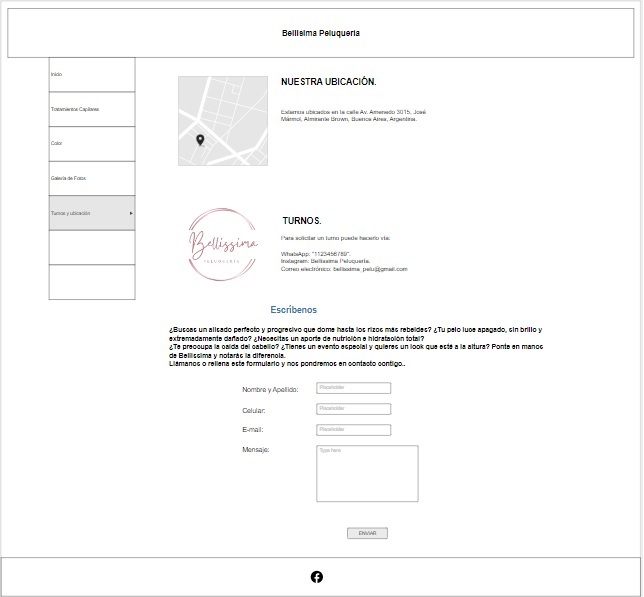 Bellisima Peluquería
Inicio
Tratamientos Capilares
Color
Galería de Fotos
Turnos y ubicación
NUESTRA UBICACIÓN.
Estamos ubicados en la calle Av. Amenedo 3015, José
Mármol, Almirante Brown, Buenos Aires, Argentina.
Bellissima
PELUQUERÍA
TURNOS.
Para solicitar un turno puede hacerlo vía:
WhatsApp: "1123456789".
Instagram: Bellissima Peluquería.
Correo electrónico: bellissima_pelu@gmail.com
Escríbenos
¿Buscas un alisado perfecto y progresivo que dome hasta los rizos más rebeldes? ¿Tu pelo luce apagado, sin brillo y
extremadamente dañado? ¿Necesitas un aporte de nutrición e hidratación total?
¿Te preocupa la caída del cabello? ¿Tienes un evento especial y quieres un look que esté a la altura? Ponte en manos
de Bellissima y notarás la diferencia.
Llámanos o rellena este formulario y nos pondremos en contacto contigo..
Nombre y Apellido:
Placeholder
Celular:
Placeholder
E-mail:
Placeholder
Mensaje:
Type here
ENVIAR